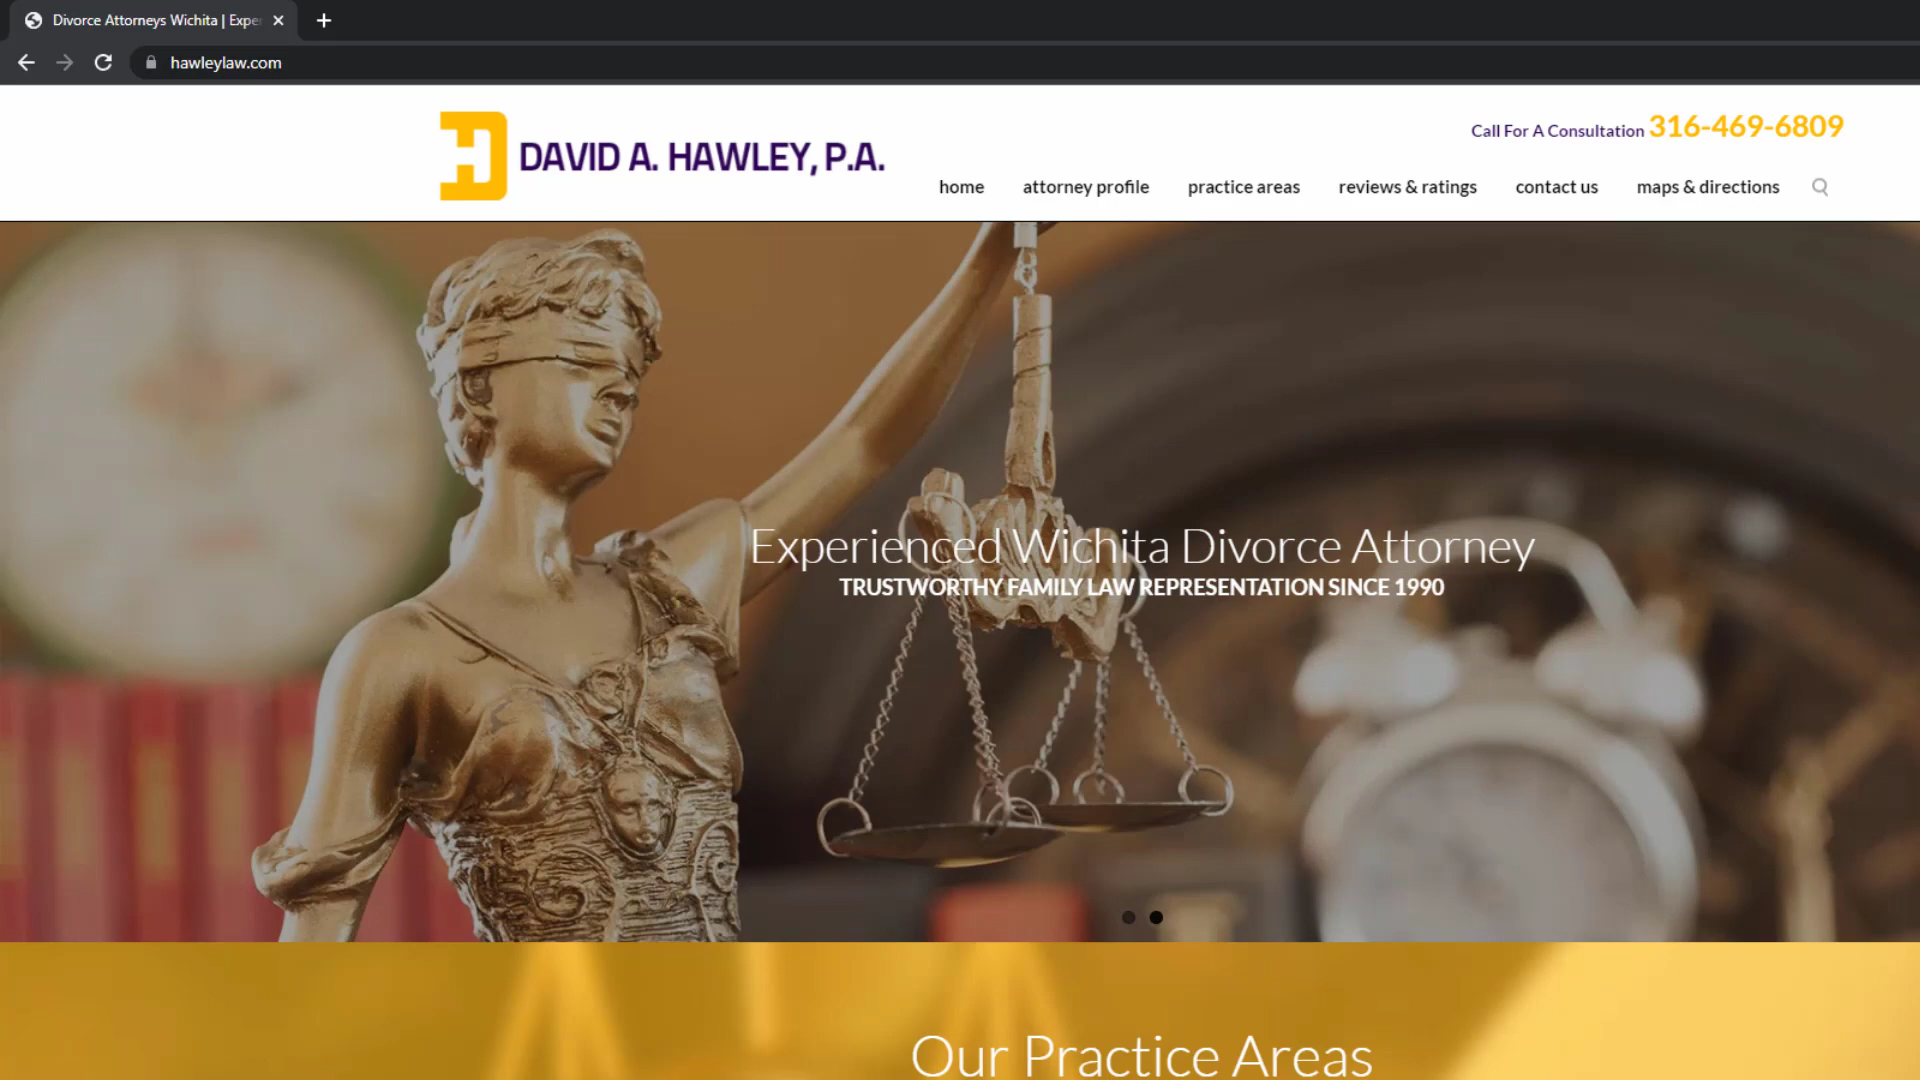 Divorce Attorneys Wichita | Expe
hawleylaw.com
DAVID A. HAWLEY, P.A.
Call For A Consultation 316-469-6809
home attorney profile practice areas reviews & ratings contact us maps & directions
Experienced Wichita Divorce Attorney
TRUSTWORTHY FAMILY LAW REPRESENTATION SINCE 1990
Our Practice Areas